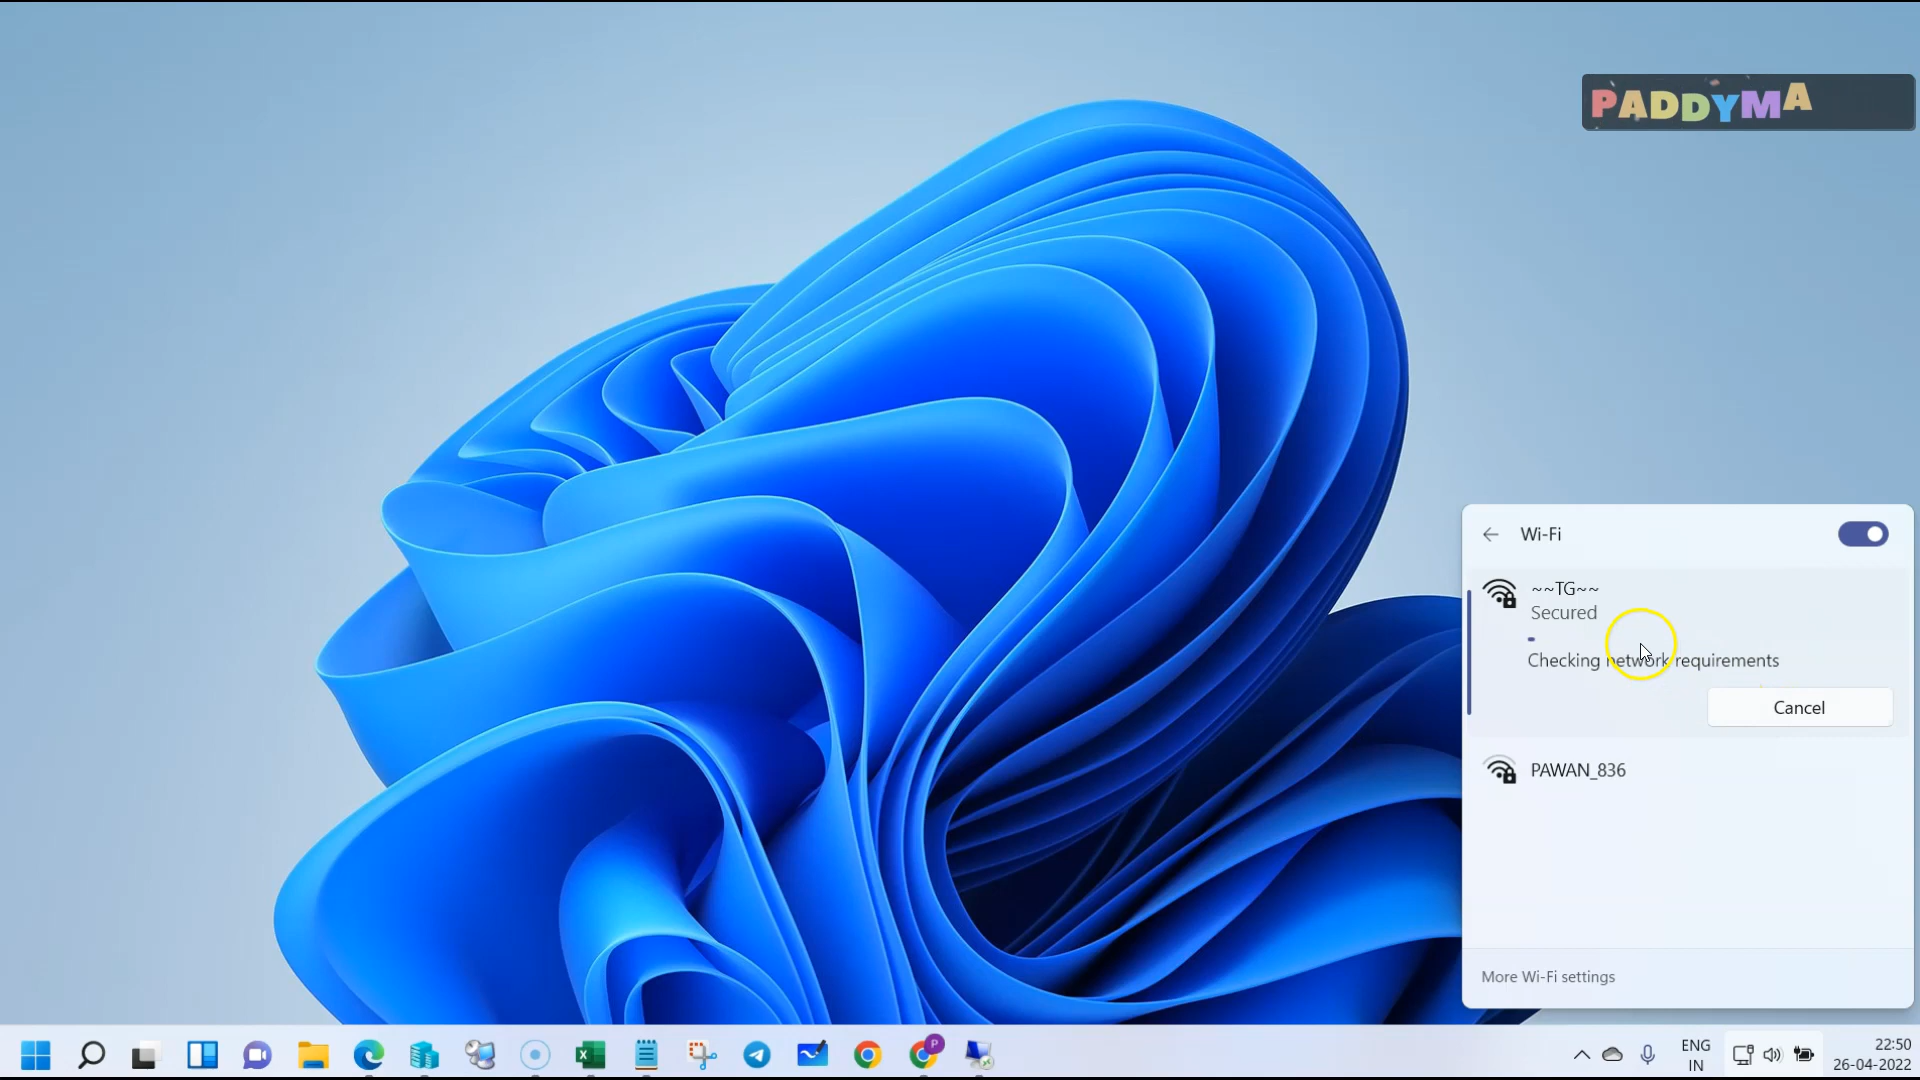 PADDYMA
Wi-Fi
~~TG~~
Secured
Checking network requirements
Cancel
PAWAN_836
More Wi-Fi settings
P
X
ENG
IN
22:50
26-04-2022